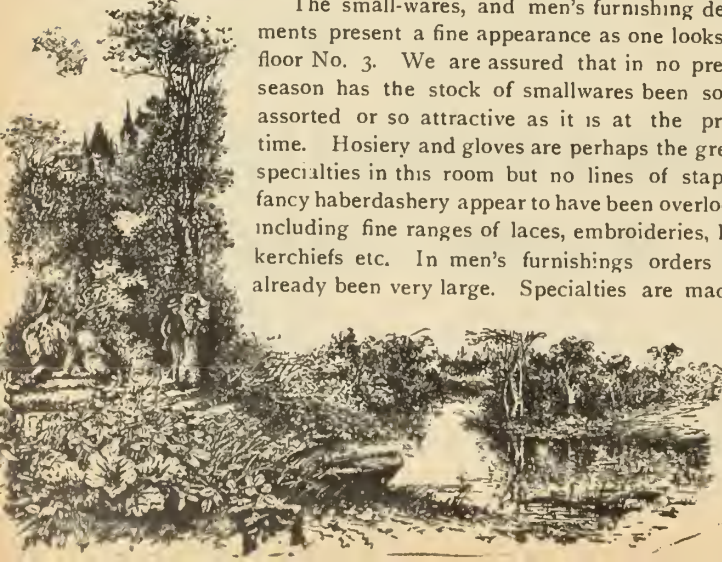 The small-wares, and men's furnishing de
ments present a fine appearance as one looks
floor No. 3. We are assured that in no pre
season has the stock of smallwares been so
assorted or so attractive as it is at the pr
time. Hosiery and gloves are perhaps the gre
specialties in this room but no lines of stap
fancy haberdashery appear to have been overlo
including fine ranges of laces, embroideries, h
kerchiefs etc. In men's furnishings orders
already been very large. Specialties are mad